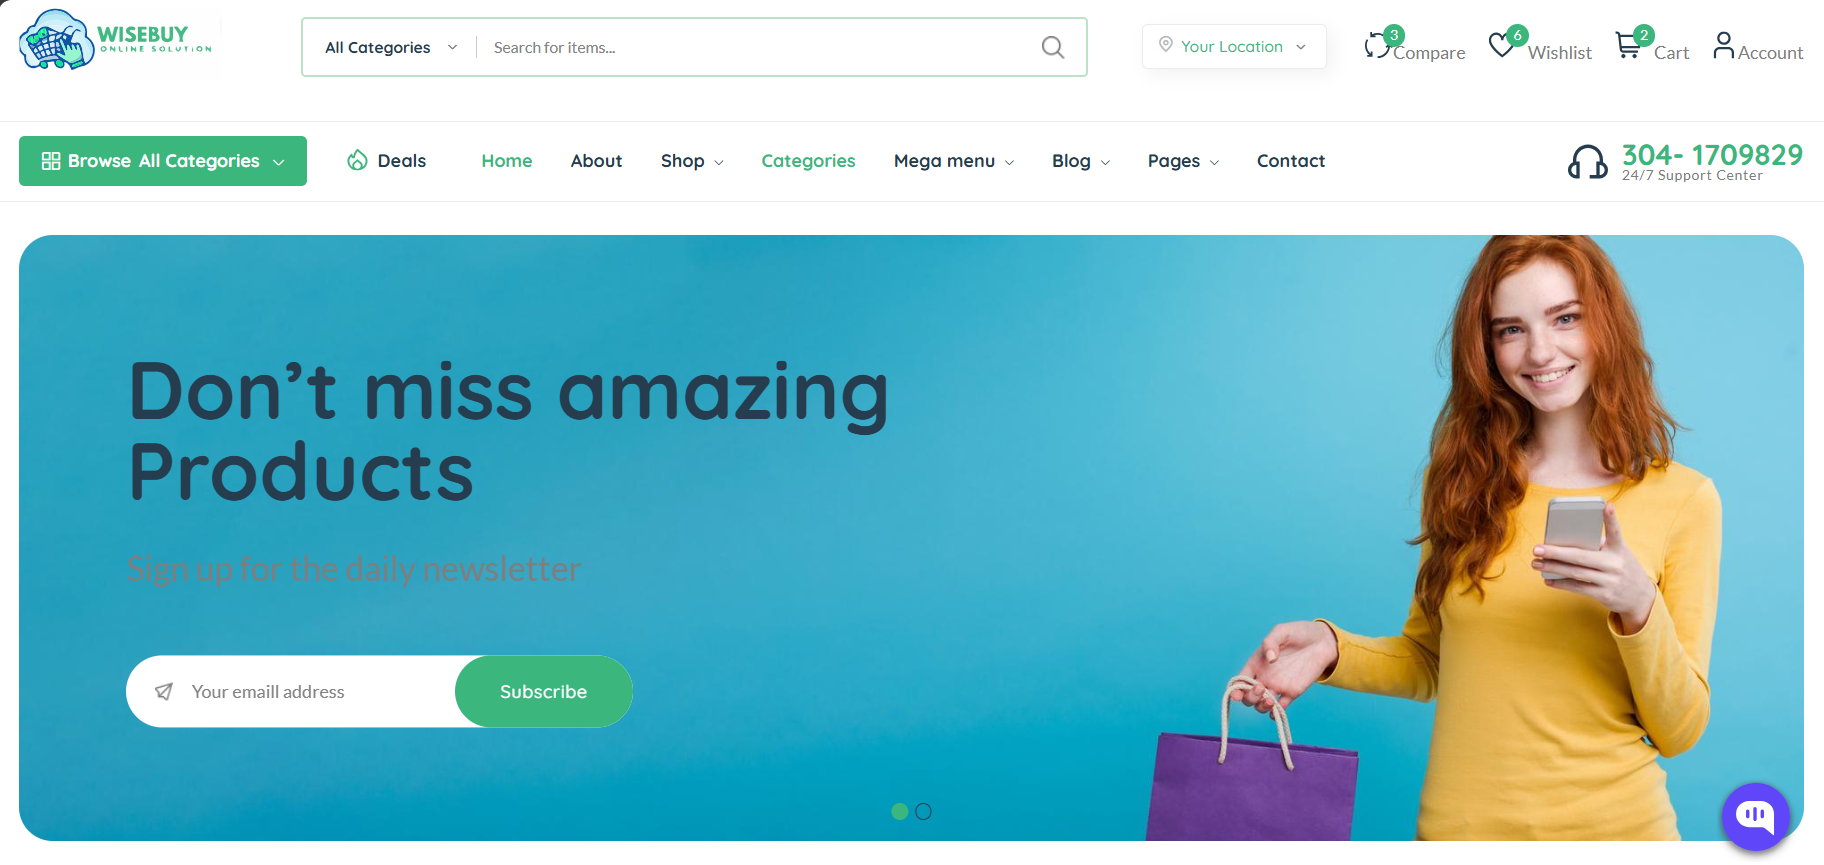 WISEBUY
ONLINE SOLUTION
All Categories
Search for items...
Your Location
3
Compare
6
Wishlist
2
Cart
Account
Browse All Categories
Deals
Home
About
Shop
Categories
Mega menu
Blog
Pages
Contact
304- 1709829
24/7 Support Center
Don't miss amazing
Products
Sign up for the daily newsletter
Your emaill address
Subscribe